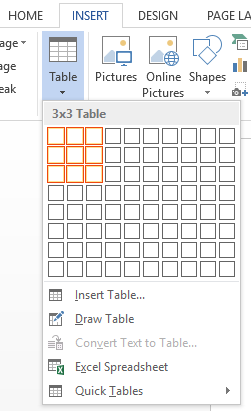 HOME INSERT DESIGN PAGE LA
age
eak
Table
Pictures
Online
Pictures
Shapes
3x3 Table
Insert Table...
Draw Table
Convert Text to Table...
Excel Spreadsheet
Quick Tables